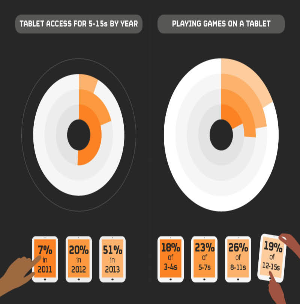 TABLET ACCESS FOR 5-15s BY YEAR
PLAYING GAMES ON A TABLET
7%
in
2011
20%
in
2012
51%
in
2013
18%
of
3-4s
23%
of
5-7s
26%
of
8-11s
19%
of
12-15s